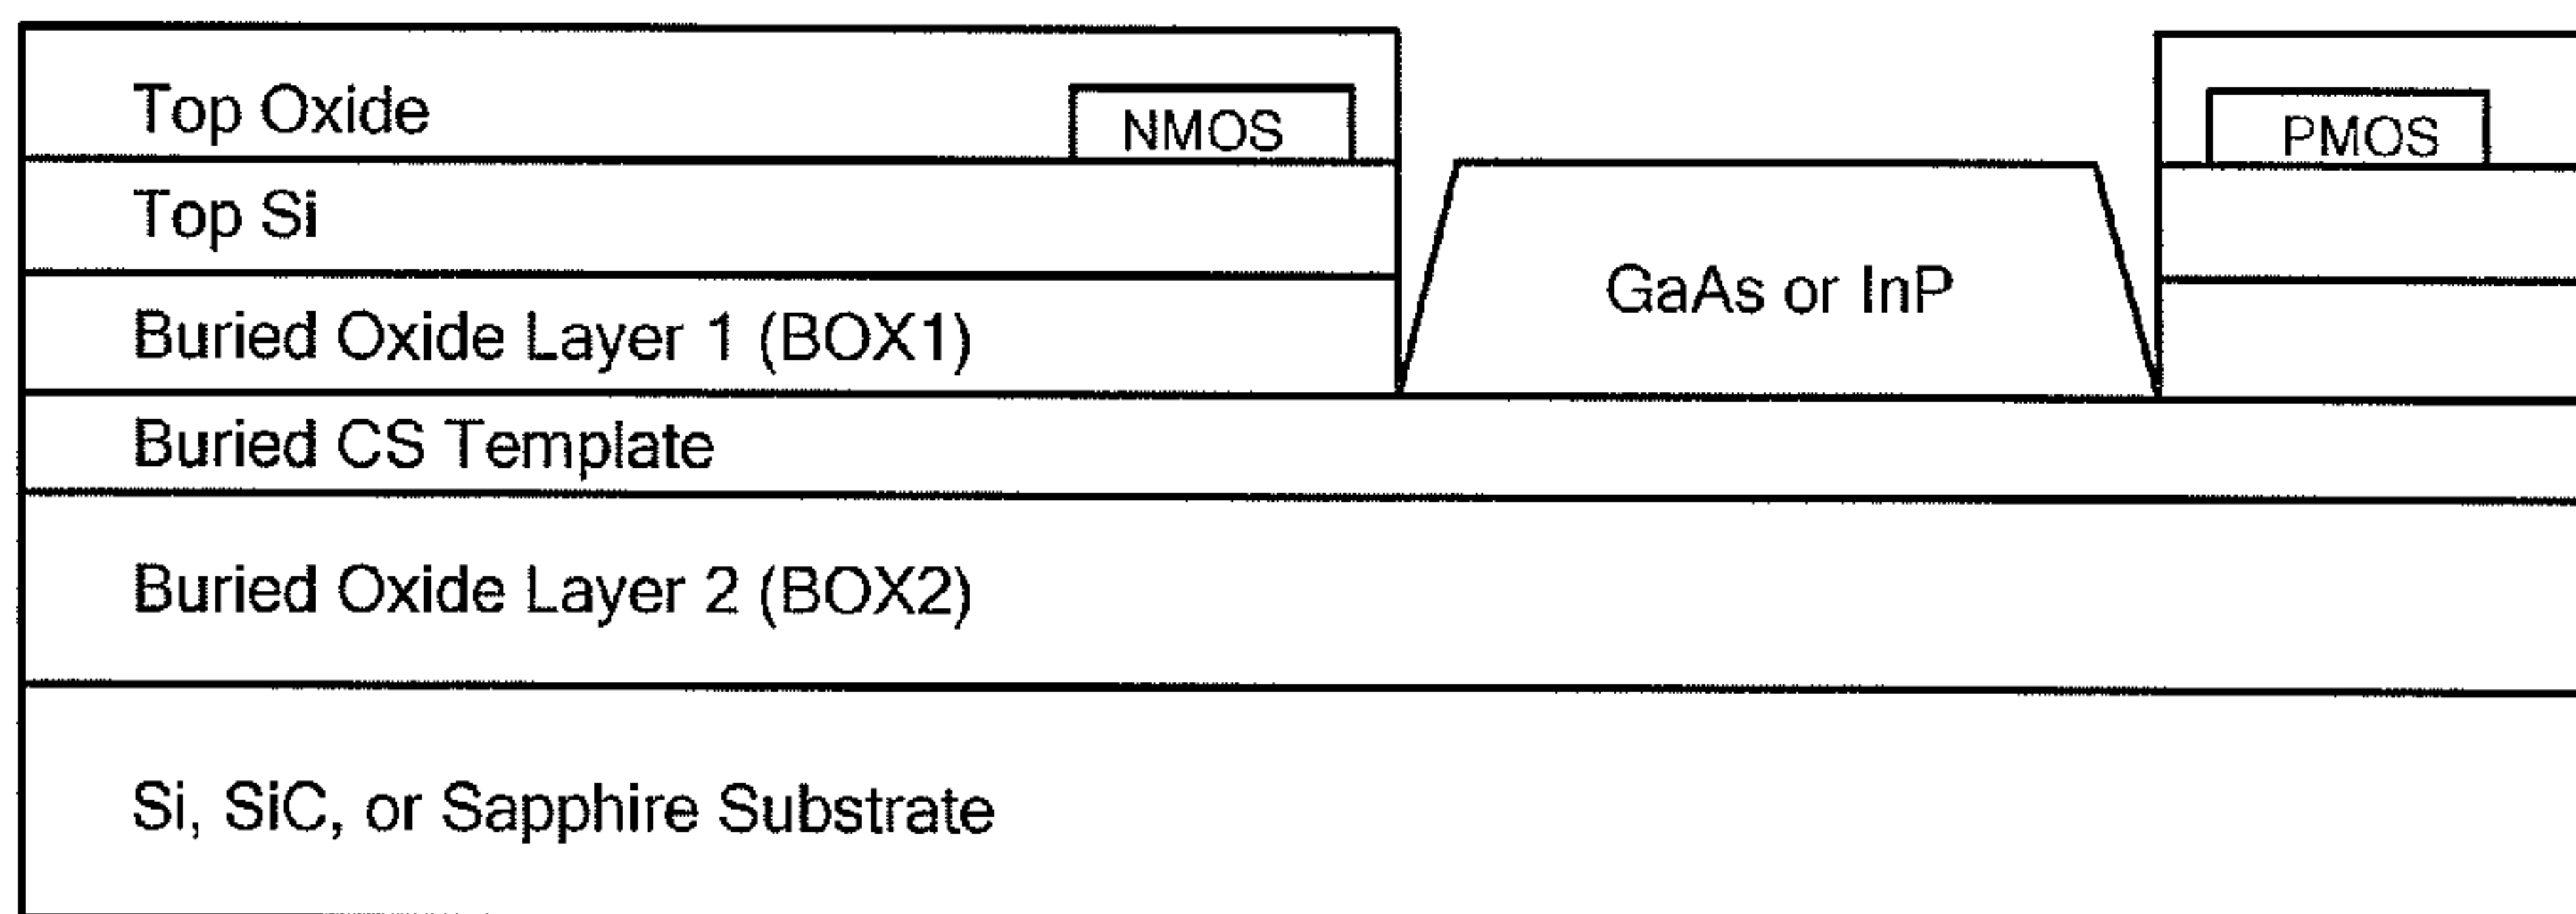 Top Oxide
NMOS
PMOS
Top Si
GaAs or InP
Buried Oxide Layer 1 (BOX1)
Buried CS Template
Buried Oxide Layer 2 (BOX2)
Si, SiC, or Sapphire Substrate